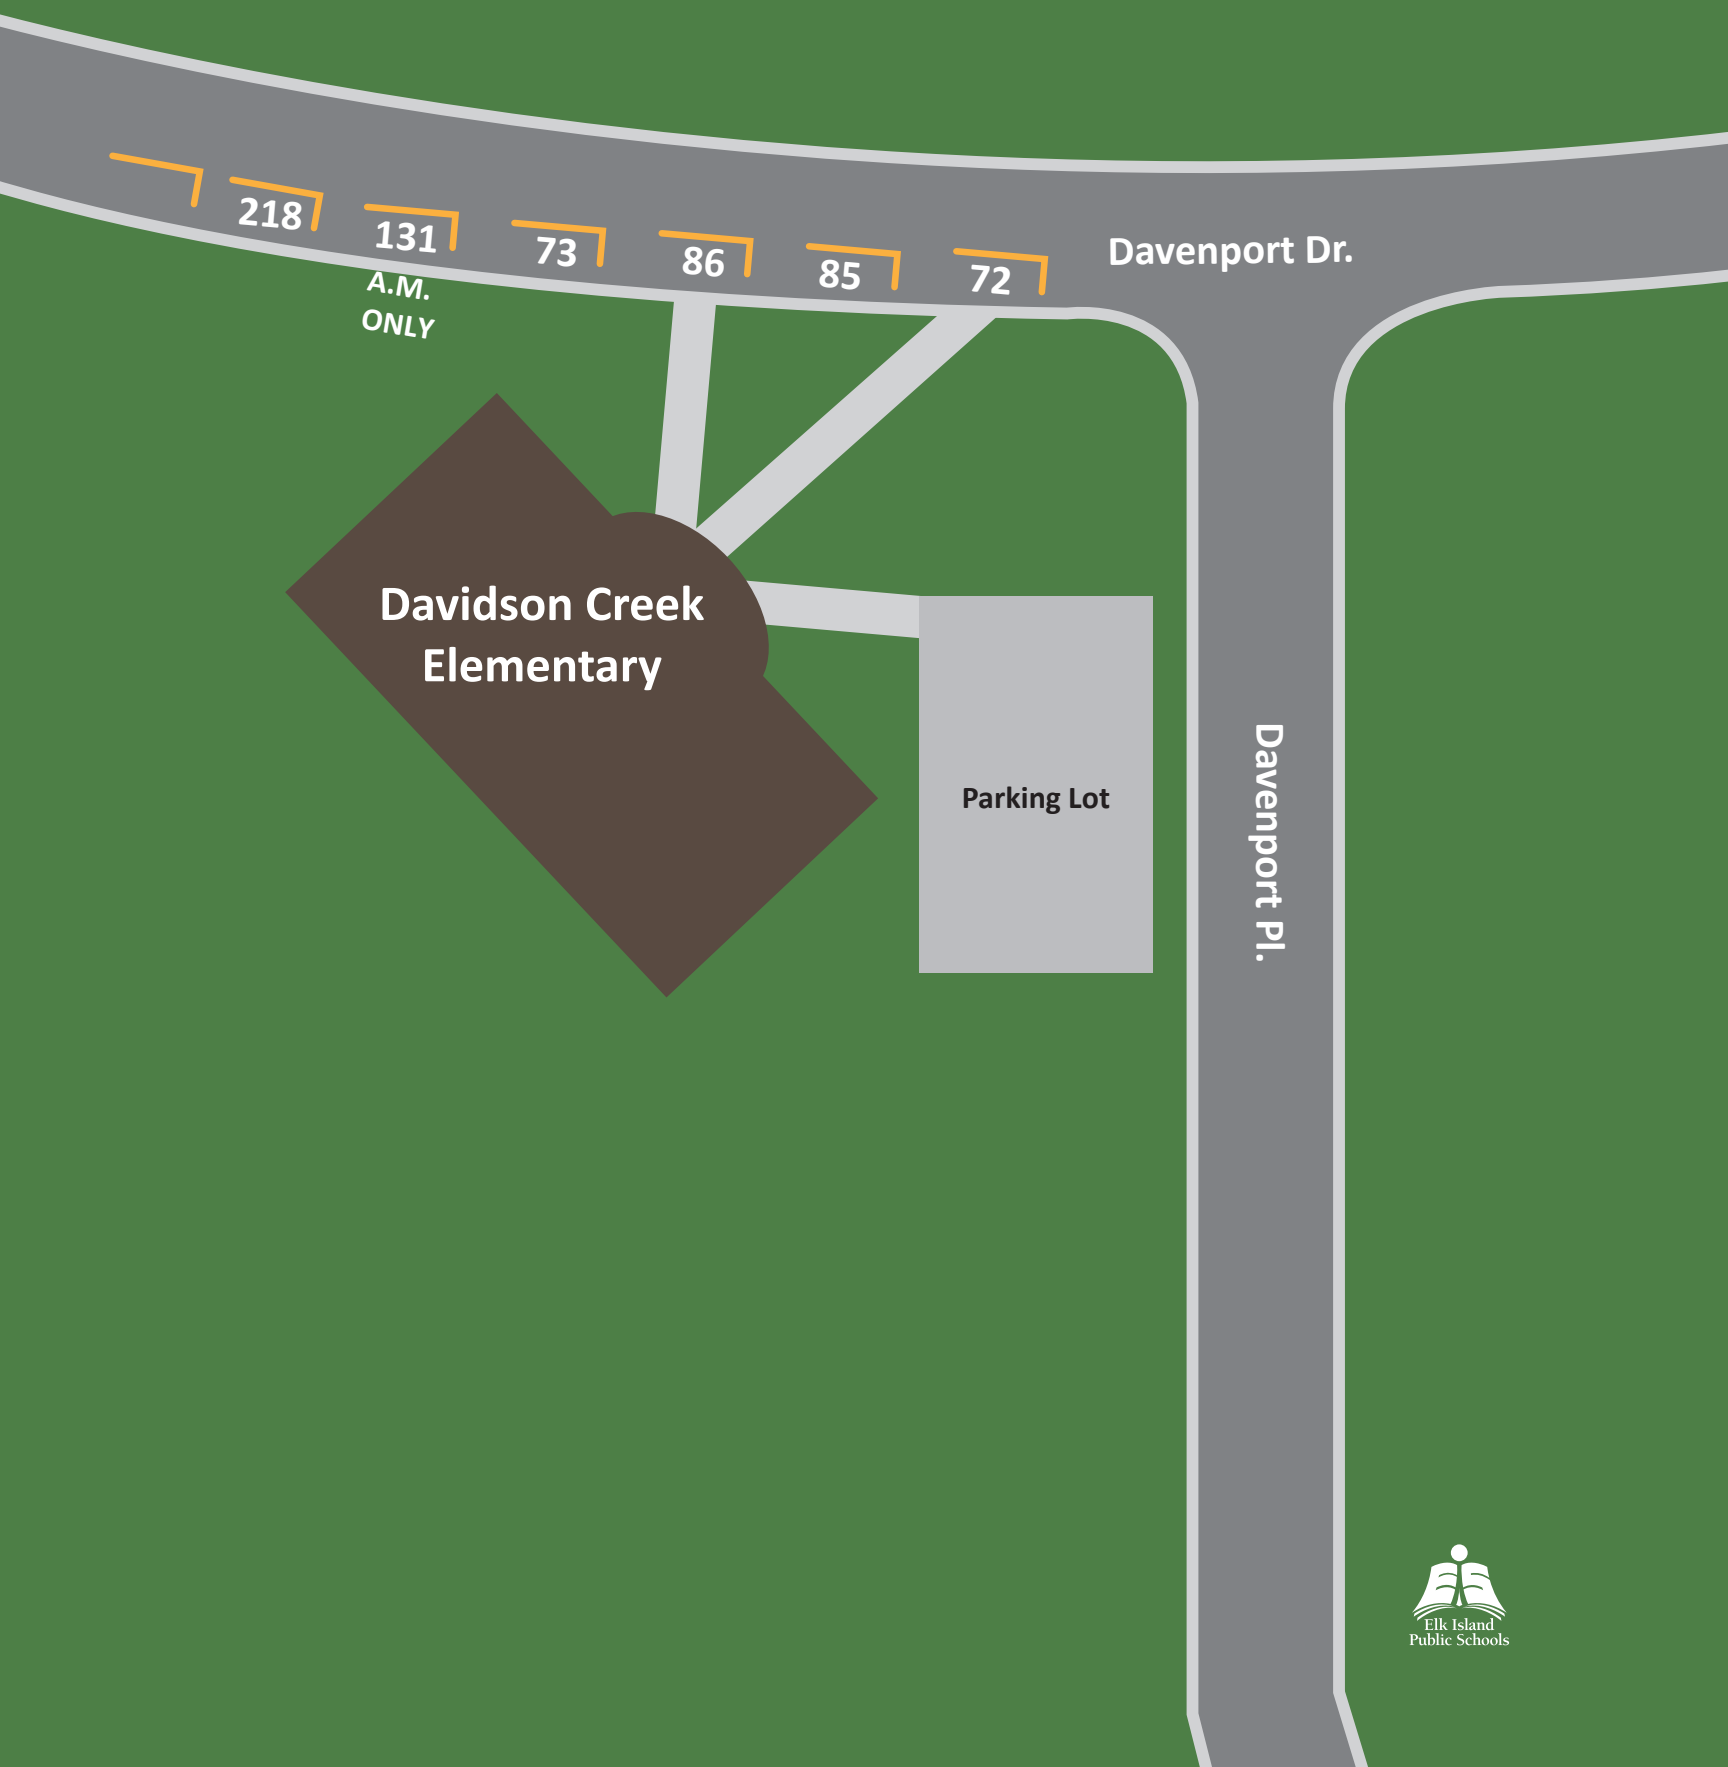 218
131
73
86
85
72
Davenport Dr.
A.M.
ONLY
Davidson Creek
Elementary
Parking Lot
Davenport Pl.
Elk Island
Public Schools